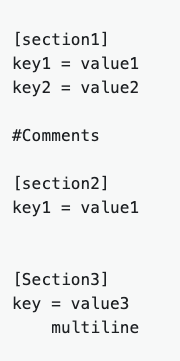 [section1]
key1 = value1
key2 = value2

#Comments

[section2]
key1 = value1


[Section3]
key = value3
    multiline